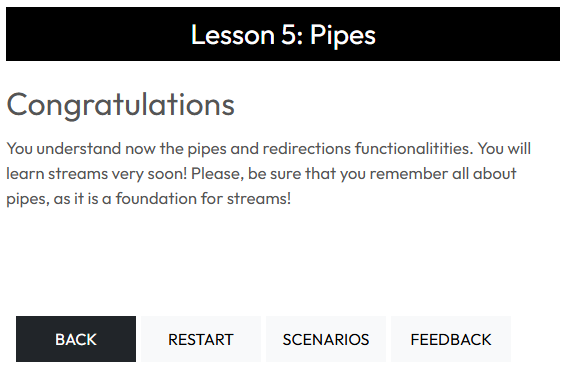 Lesson 5: Pipes
Congratulations
You understand now the pipes and redirections functionalitities. You will
learn streams very soon! Please, be sure that you remember all about
pipes, as it is a foundation for streams!
BACK RESTART SCENARIOS FEEDBACK